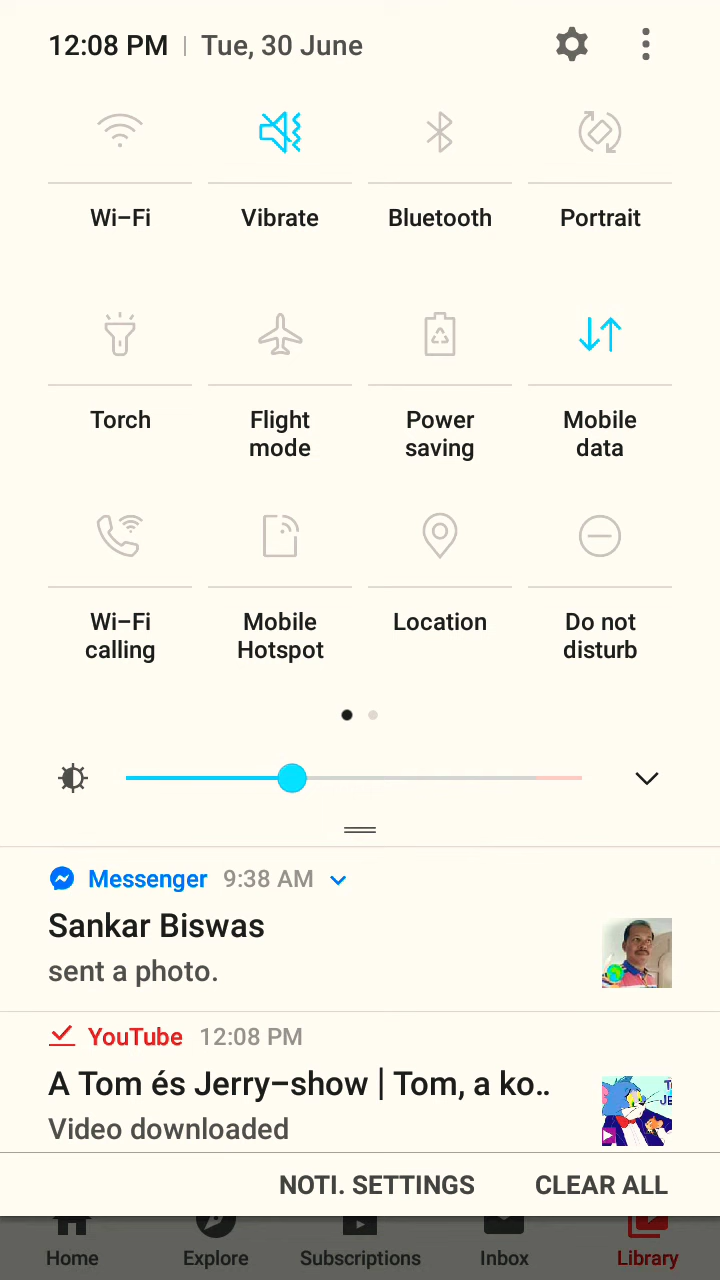 12:08 PM | Tue, 30 June
Wi-Fi
Vibrate
Bluetooth
Portrait
Torch
Flight
mode
Power
saving
Mobile
data
Wi-Fi
calling
Mobile
Hotspot
Location
Do not
disturb
Messenger 9:38 AM
Sankar Biswas
sent a photo.
YouTube 12:08 PM
A Tom és Jerry-show | Tom, a ko..
Video downloaded
NOTI. SETTINGS CLEAR ALL
Home Explore Subscriptions Inbox Library